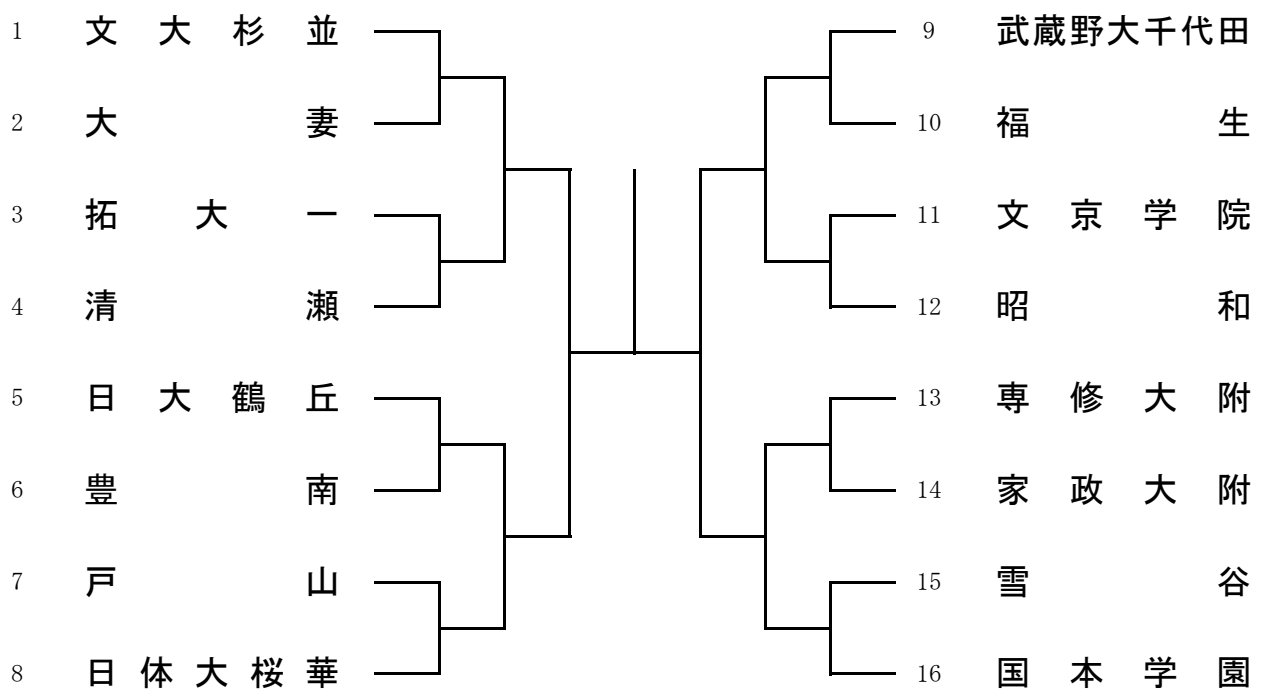 1 文大杉並
2 大妻
3 拓大一
4 清瀬
5 日大鶴丘
6 豊南
7 戸山
8 日体大桜華
9 武蔵野大千代田
10 福生
11 文京学院
12 昭和
13 専修大附
14 家政大附
15 雪谷
16 国本学園